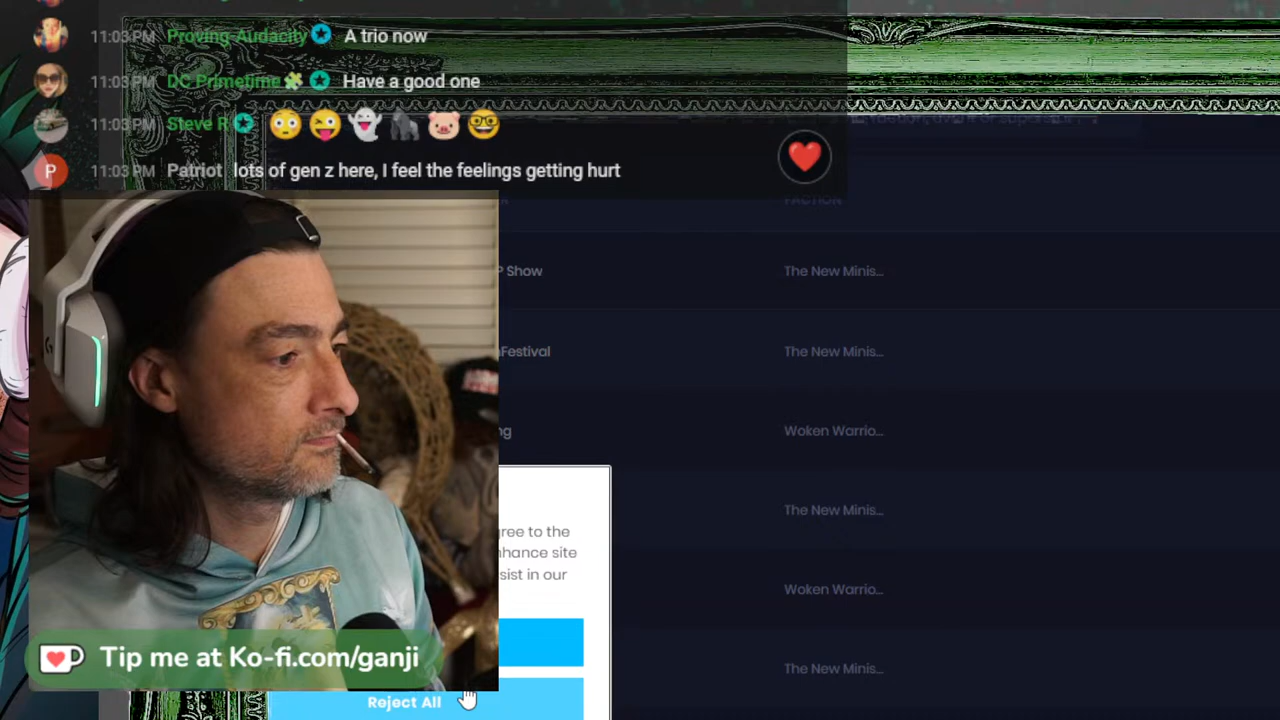 11:03 PM Proving-Audacity A trio now
11:03 PM DC Primetime Have a good one
11:03 PM Steve R 😳😜👻🦍🐷🤓
P 11:03 PM Patriot lots of gen z here, I feel the feelings getting hurt
FACTION
P Show The New Minis...
Festival The New Minis...
Woken Warrio...
The New Minis...
gree to the
nhance site
sist in our
Woken Warrio...
The New Minis...
Tip me at Ko-fi.com/ganji
Reject All